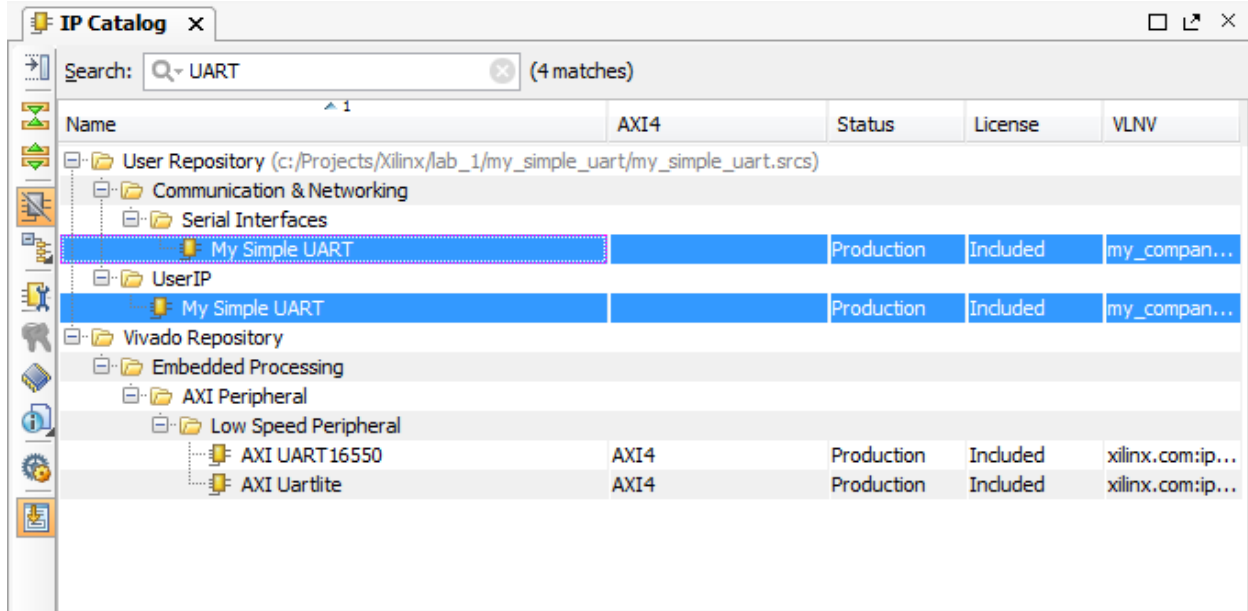 IP Catalog
Search: UART (4 matches)
Name 1 AXI4 Status License VLNV
User Repository (c:/Projects/Xilinx/lab_1/my_simple_uart/my_simple_uart.srcs)
Communication & Networking
Serial Interfaces
My Simple UART Production Included my_compan...
UserIP
My Simple UART Production Included my_compan...
Vivado Repository
Embedded Processing
AXI Peripheral
Low Speed Peripheral
AXI UART16550 AXI4 Production Included xilinx.com:ip...
AXI Uartlite AXI4 Production Included xilinx.com:ip...